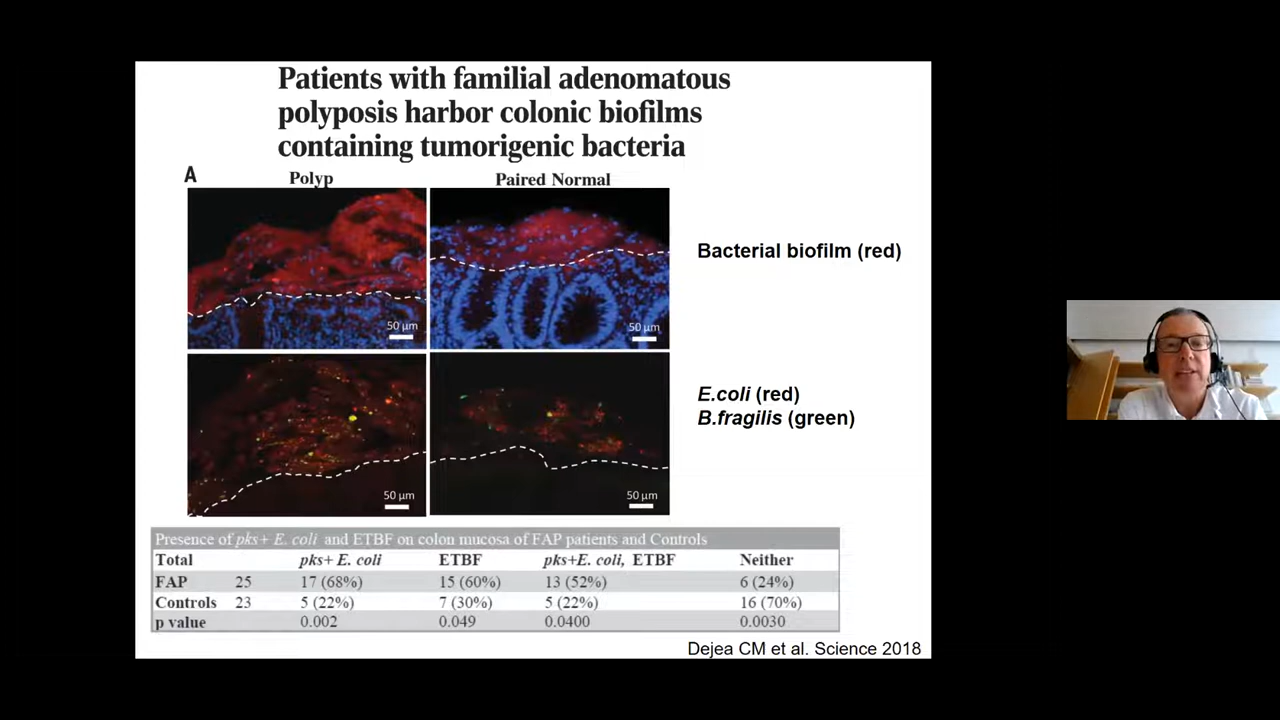 Patients with familial adenomatous
polyposis harbor colonic biofilms
containing tumorigenic bacteria
A
Polyp
Paired Normal
50 µm
50 µm
Bacterial biofilm (red)
50 µm
50 µm
E.coli (red)
B.fragilis (green)
Presence of pks+ E. coli and ETBF on colon mucosa of FAP patients and Controls
Total pks+ E. coli ETBF pks+E. coli, ETBF Neither
FAP 25 17 (68%) 15 (60%) 13 (52%) 6 (24%)
Controls 23 5 (22%) 7 (30%) 5 (22%) 16 (70%)
p value 0.002 0.049 0.0400 0.0030
Dejea CM et al. Science 2018